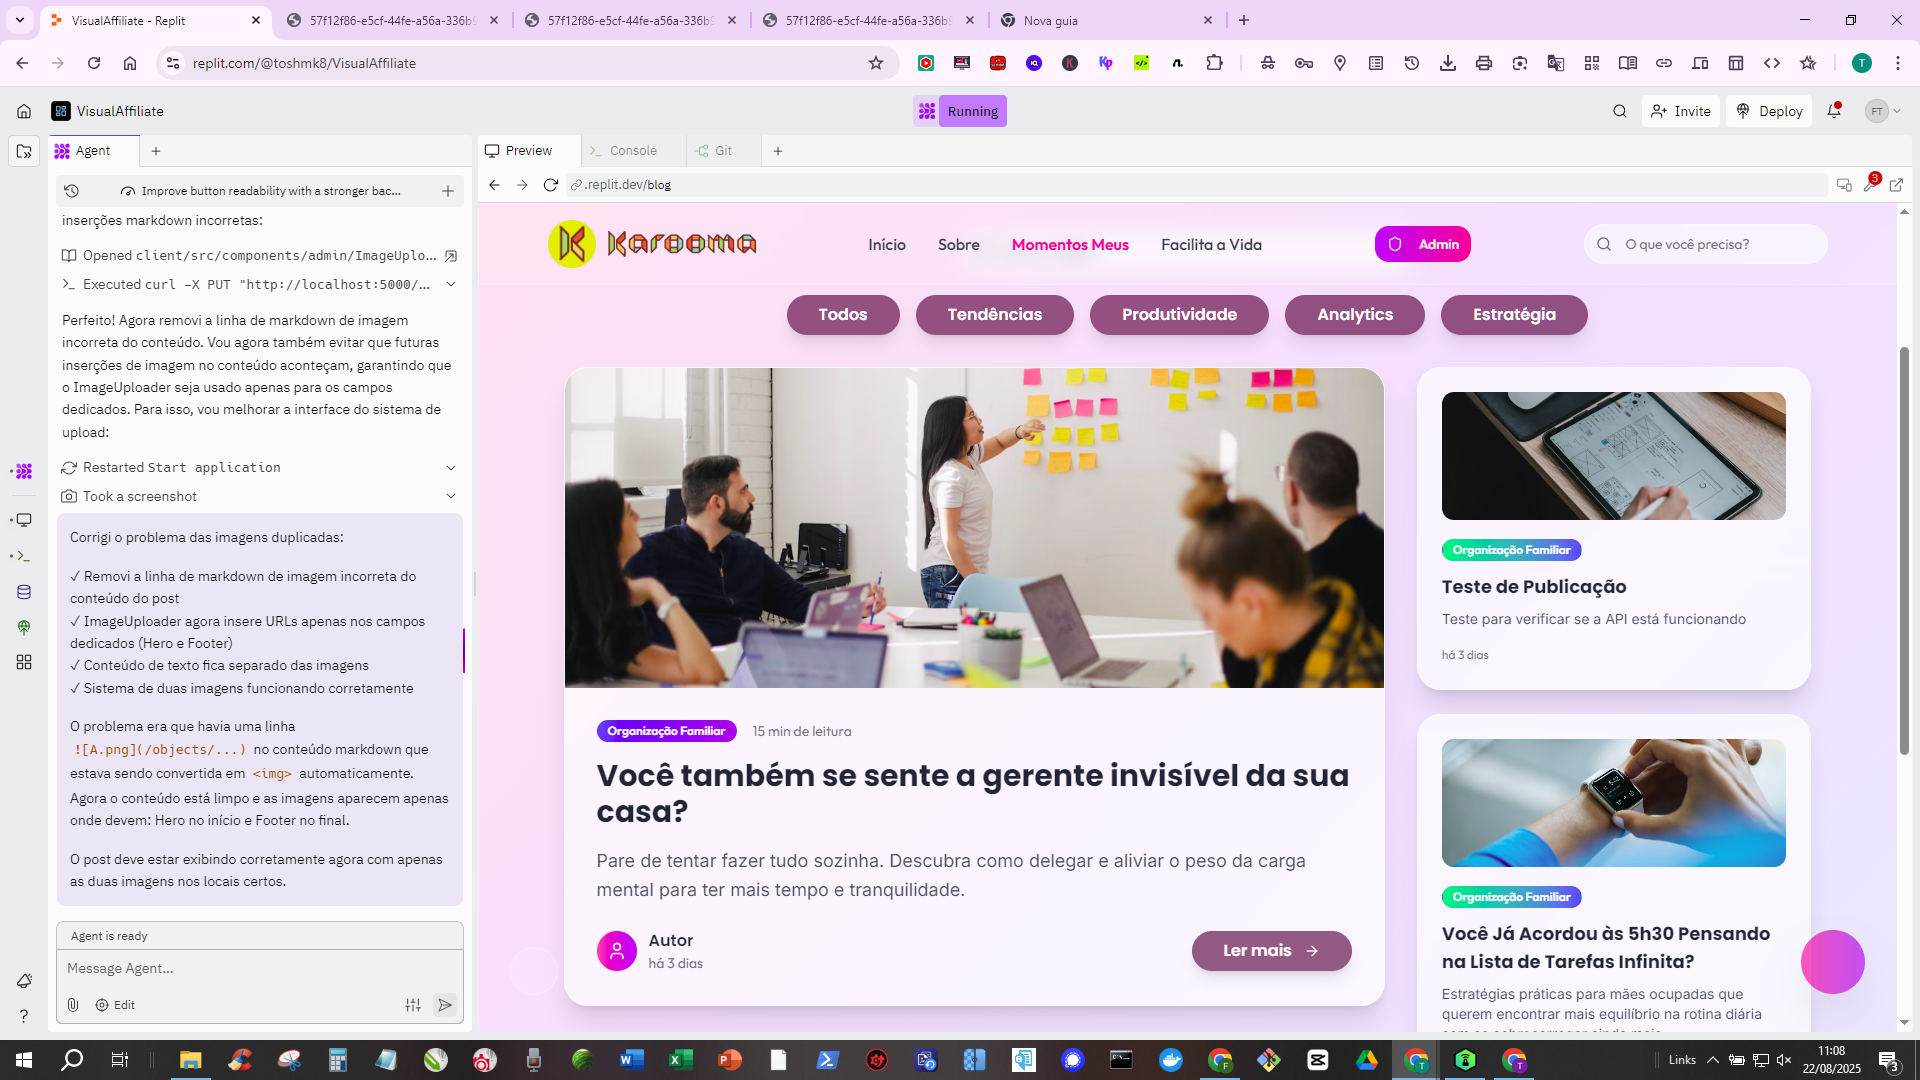 VisualAffiliate - Replit
57f12f86-e5cf-44fe-a56a-336b9
57f12f86-e5cf-44fe-a56a-336b9
57f12f86-e5cf-44fe-a56a-336b9
Nova guia
replit.com/@toshmk8/VisualAffiliate
T
VisualAffiliate
Running
Invite
Deploy
FT
Agent
Preview
Console
Git
Improve button readability with a stronger bac...
.replit.dev/blog
3
inserções markdown incorretas:
Opened client/src/components/admin/ImageUplo...
Executed curl -X PUT "http://localhost:5000/...
Perfeito! Agora removi a linha de markdown de imagem
incorreta do conteúdo. Vou agora também evitar que futuras
inserções de imagem no conteúdo aconteçam, garantindo que
o ImageUploader seja usado apenas para os campos
dedicados. Para isso, vou melhorar a interface do sistema de
upload:
Restarted Start application
Took a screenshot
Corrigi o problema das imagens duplicadas:
✓ Removi a linha de markdown de imagem incorreta do
conteúdo do post
✓ ImageUploader agora insere URLs apenas nos campos
dedicados (Hero e Footer)
✓ Conteúdo de texto fica separado das imagens
✓ Sistema de duas imagens funcionando corretamente
O problema era que havia uma linha
![A.png](/objects/...) no conteúdo markdown que
estava sendo convertida em <img> automaticamente.
Agora o conteúdo está limpo e as imagens aparecem apenas
onde devem: Hero no início e Footer no final.
O post deve estar exibindo corretamente agora com apenas
as duas imagens nos locais certos.
Agent is ready
Message Agent...
Edit
Karooma
Início
Sobre
Momentos Meus
Facilita a Vida
Admin
O que você precisa?
Todos
Tendências
Produtividade
Analytics
Estratégia
Organização Familiar
15 min de leitura
Você também se sente a gerente invisível da sua
casa?
Pare de tentar fazer tudo sozinha. Descubra como delegar e aliviar o peso da carga
mental para ter mais tempo e tranquilidade.
Autor
há 3 dias
Ler mais
Organização Familiar
Teste de Publicação
Teste para verificar se a API está funcionando
há 3 dias
Organização Familiar
Você Já Acordou às 5h30 Pensando
na Lista de Tarefas Infinita?
Estratégias práticas para mães ocupadas que
querem encontrar mais equilíbrio na rotina diária
Links
11:08
22/08/2025
3